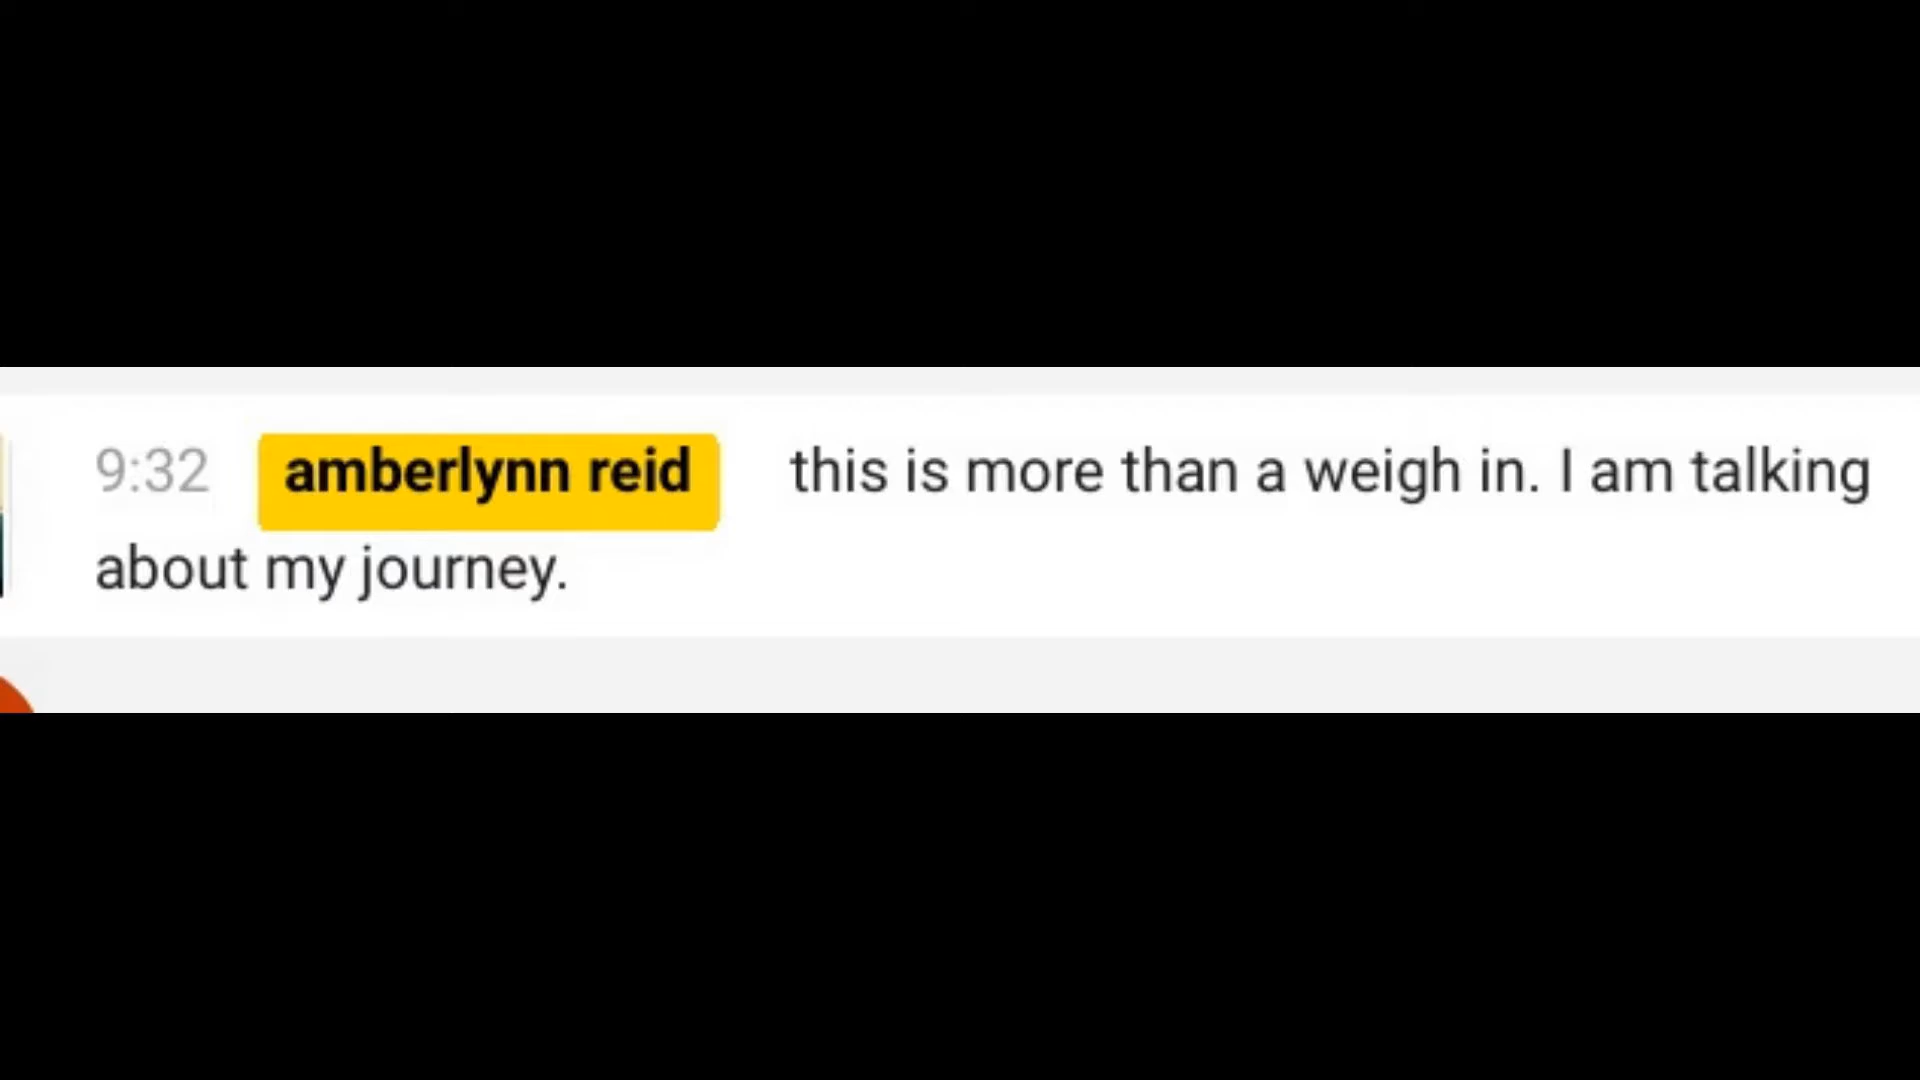 9:32 amberlynn reid this is more than a weigh in. I am talking
about my journey.